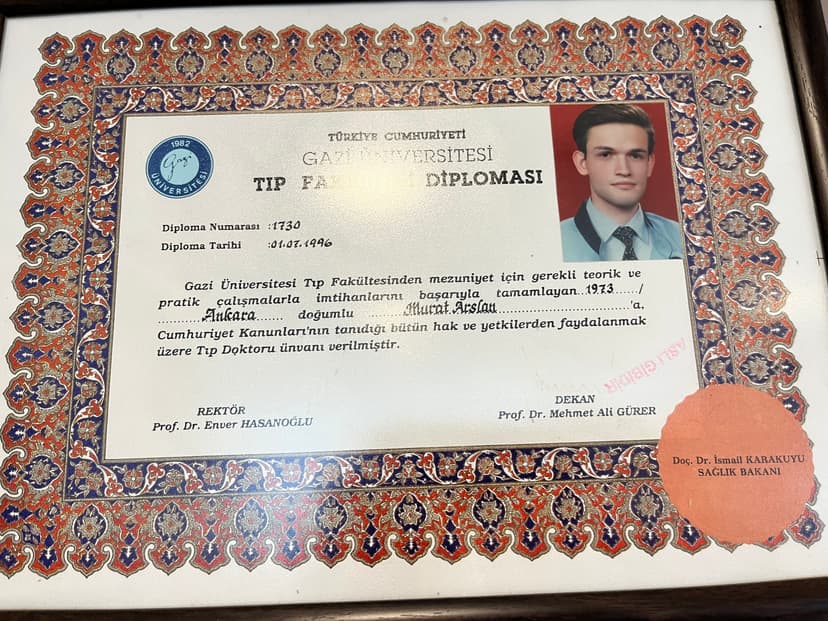 1982
Gazi
ÜNİVERSİTESİ
TÜRKİYE CUMHURİYETİ
GAZİ ÜNİVERSİTESİ
TIP FAKÜLTESİ DİPLOMASI
Diploma Numarası :1730
Diploma Tarihi :01.07.1996
Gazi Üniversitesi Tıp Fakültesinden mezuniyet için gerekli teorik ve
pratik çalışmalarla imtihanlarını başarıyla tamamlayan..1973....../
..........Ankara...... doğumlu ........Murat Arslan........................'a.
Cumhuriyet Kanunları'nın tanıdığı bütün hak ve yetkilerden faydalanmak
üzere Tıp Doktoru ünvanı verilmiştir.
ASLI GİBİDİR
REKTÖR
Prof. Dr. Enver HASANOĞLU
DEKAN
Prof. Dr. Mehmet Ali GÜRER
Doç. Dr. İsmail KARAKUYU
SAĞLIK BAKANI